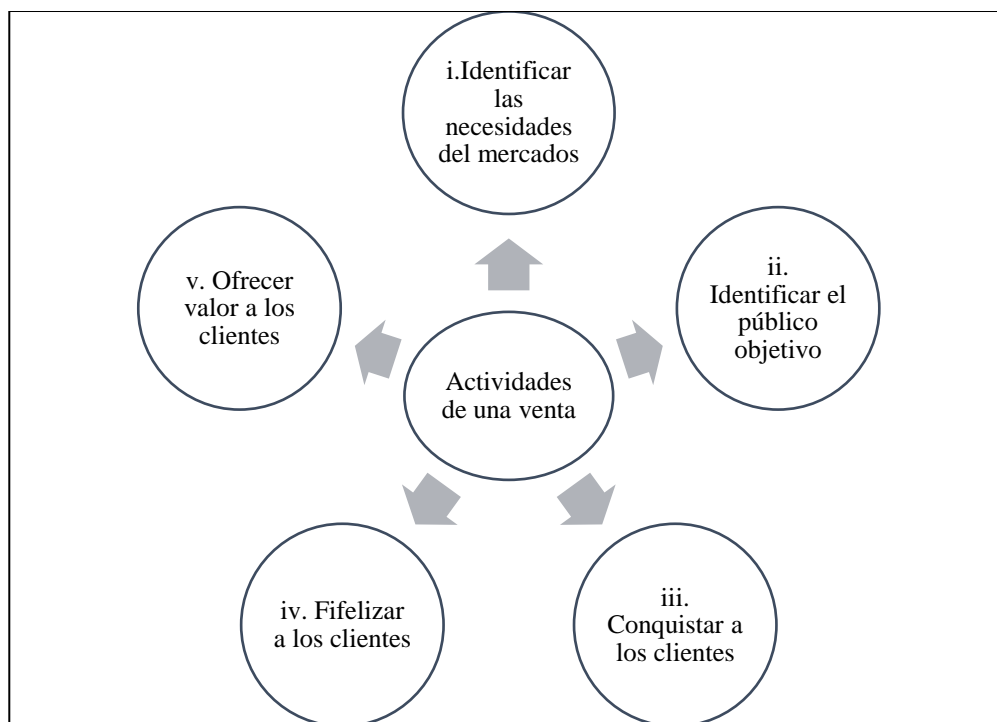 i.Identificar
las
necesidades
del mercados
ii.
Identificar el
público
objetivo
iii.
Conquistar a
los clientes
iv. Fifelizar
a los clientes
v. Ofrecer
valor a los
clientes
Actividades
de una venta